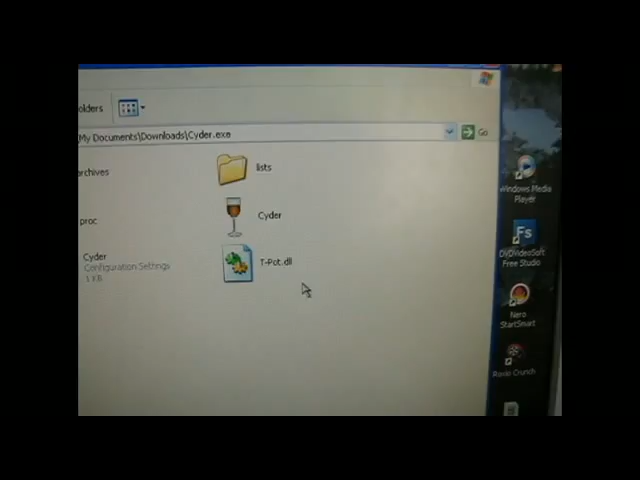 olders
My Documents\Downloads\Cyder.exe
Go
archives
lists
proc
Cyder
Cyder
Configuration Settings
1 KB
T-Pot.dll
Windows Media
Player
Fs
DVDVideoSoft
Free Studio
Nero
StartSmart
Roxio Crunch